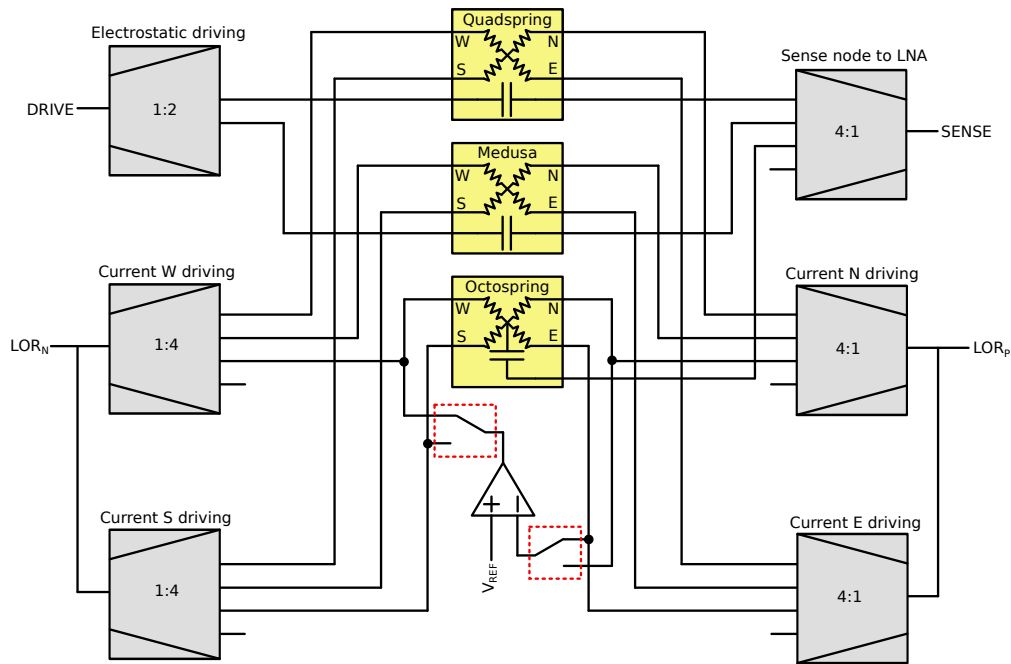 Electrostatic driving
Quadspring
Sense node to LNA
W
N
S
E
DRIVE
1:2
4:1
SENSE
Medusa
W
N
S
E
Current W driving
Octospring
Current N driving
W
N
S
E
LOR_N
1:4
4:1
LOR_P
Current S driving
Current E driving
V_REF
1:4
4:1